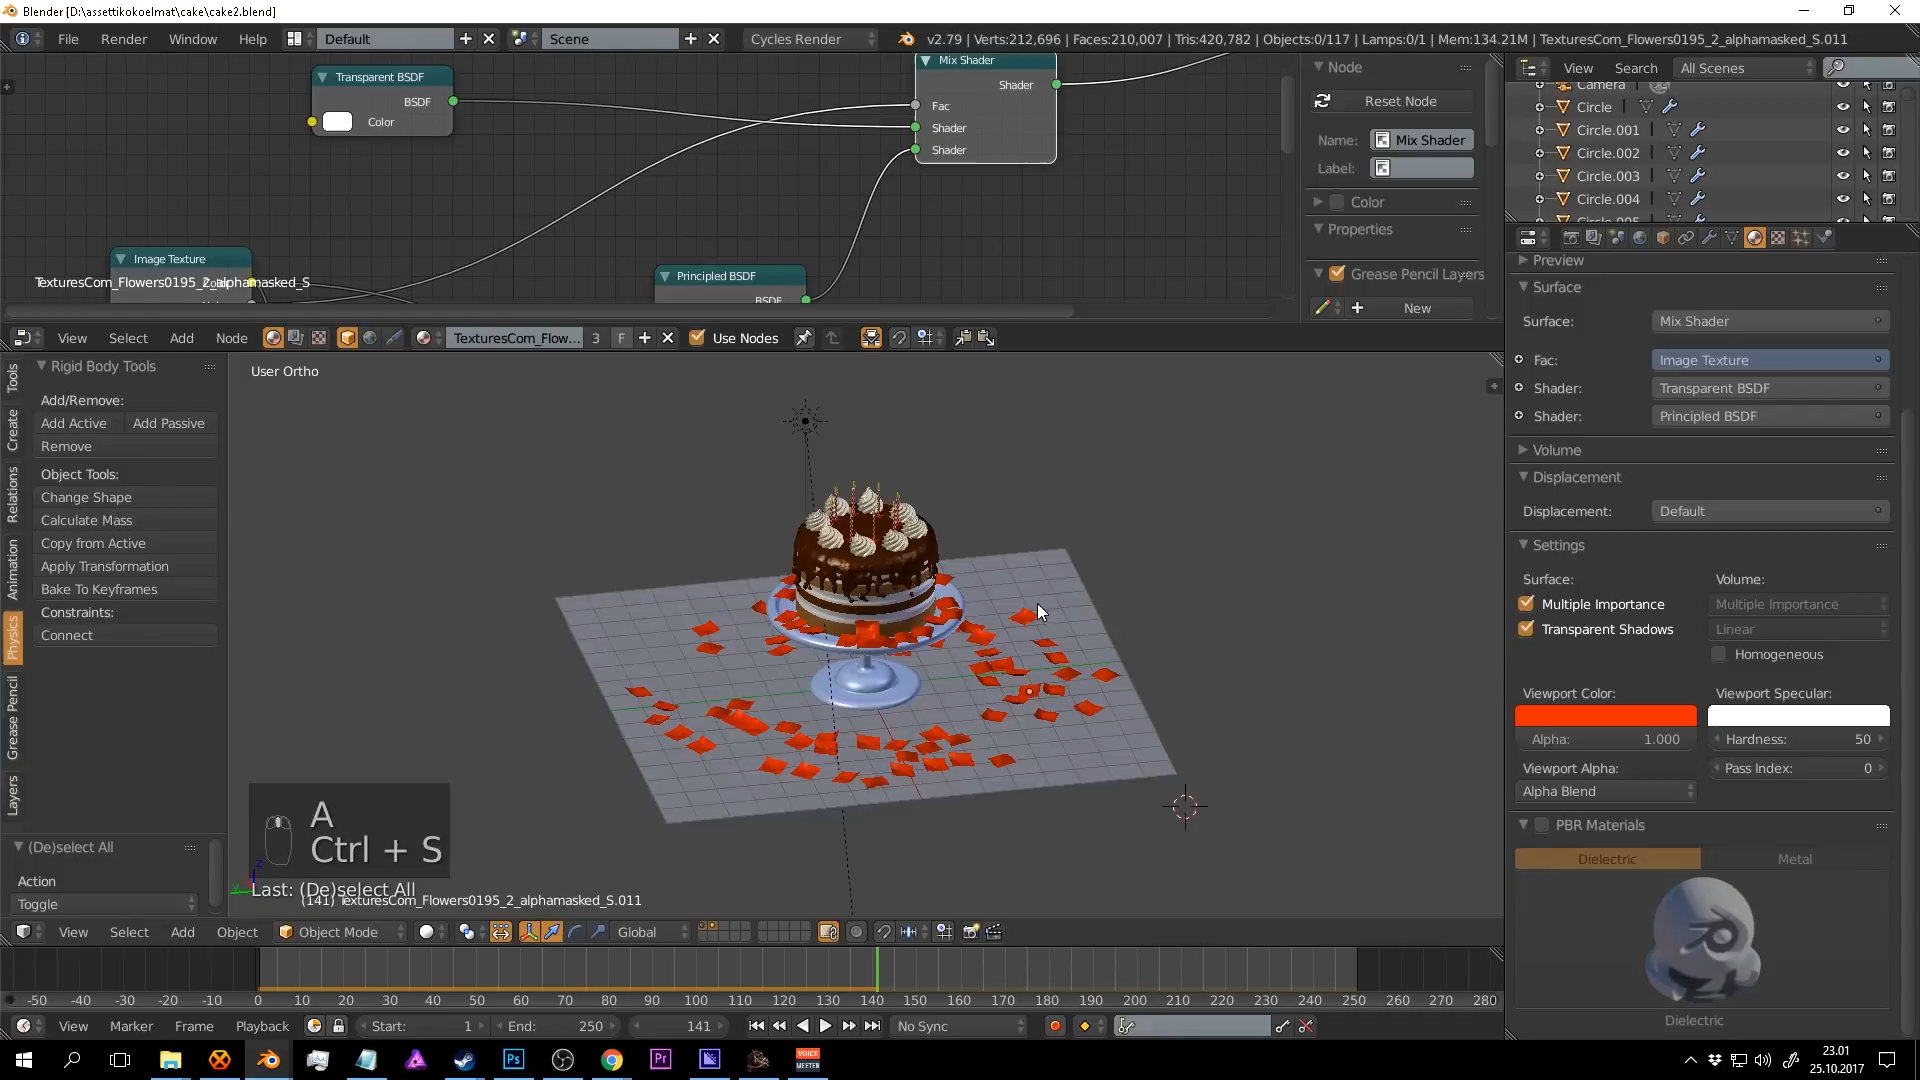 Blender [D:\assettikokoelmat\cake\cake2.blend]
File Render Window Help Default Scene Cycles Render v2.79 | Verts:212,696 | Faces:210,007 | Tris:420,782 | Objects:0/117 | Lamps:0/1 | Mem:134.21M | TexturesCom_Flowers0195_2_alphamasked_S.011
Transparent BSDF
BSDF
Color
Mix Shader
Shader
Fac
Shader
Shader
Image Texture
TexturesCom_Flowers0195_2_alphamasked_S
Principled BSDF
BSDF
Node
Reset Node
Name: Mix Shader
Label:
Color
Properties
Grease Pencil Layers
New
View Search All Scenes
Camera
Circle
Circle.001
Circle.002
Circle.003
Circle.004
View Select Add Node TexturesCom_Flow... 3 F Use Nodes
Tools
Create
Relations
Animation
Physics
Grease Pencil
Layers
Rigid Body Tools
Add/Remove:
Add Active Add Passive
Remove
Object Tools:
Change Shape
Calculate Mass
Copy from Active
Apply Transformation
Bake To Keyframes
Constraints:
Connect
(De)select All
Action
Toggle
User Ortho
A
Ctrl + S
Last: (De)select All
(141) TexturesCom_Flowers0195_2_alphamasked_S.011
View Select Add Object Object Mode Global
Preview
Surface
Surface: Mix Shader
Fac: Image Texture
Shader: Transparent BSDF
Shader: Principled BSDF
Volume
Displacement
Displacement: Default
Settings
Surface: Volume:
Multiple Importance Multiple Importance
Transparent Shadows Linear
Homogeneous
Viewport Color: Viewport Specular:
Alpha: 1.000 Hardness: 50
Viewport Alpha: Pass Index: 0
Alpha Blend
PBR Materials
Dielectric Metal
Dielectric
-50 -40 -30 -20 -10 0 10 20 30 40 50 60 70 80 90 100 110 120 130 140 150 160 170 180 190 200 210 220 230 240 250 260 270 280
View Marker Frame Playback Start: 1 End: 250 141 No Sync
Ps
Pr
VOICE
MEETER
23.01
25.10.2017